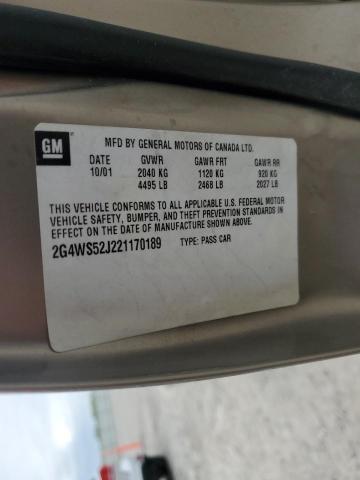 GM
MFD BY GENERAL MOTORS OF CANADA LTD.
DATE GVWR GAWR FRT GAWR RR
10/01 2040 KG 1120 KG 920 KG
4495 LB 2468 LB 2027 LB
THIS VEHICLE CONFORMS TO ALL APPLICABLE U.S. FEDERAL MOTOR
VEHICLE SAFETY, BUMPER, AND THEFT PREVENTION STANDARDS IN
EFFECT ON THE DATE OF MANUFACTURE SHOWN ABOVE.
2G4WS52J221170189 TYPE: PASS CAR